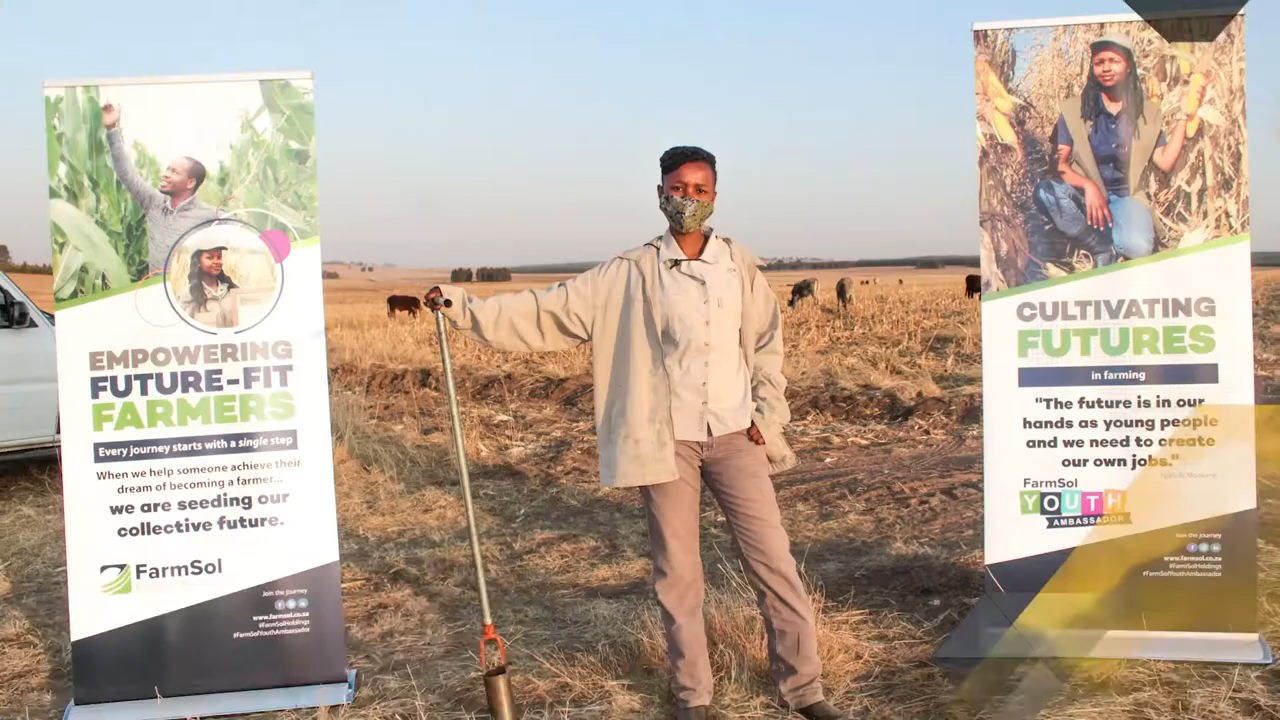 EMPOWERING
FUTURE-FIT
FARMERS
Every journey starts with a single step
When we help someone achieve their
dream of becoming a farmer...
we are seeding our
collective future.
FarmSol
Join the journey
www.farmsol.co.za
#FarmSolHoldings
#FarmSolYouthAmbassador
CULTIVATING
FUTURES
in farming
"The future is in our
hands as young people
and we need to create
our own jobs."
FarmSol
YOUTH
AMBASSADOR
Join the journey
www.farmsol.co.za
#FarmSolHoldings
#FarmSolYouthAmbassador